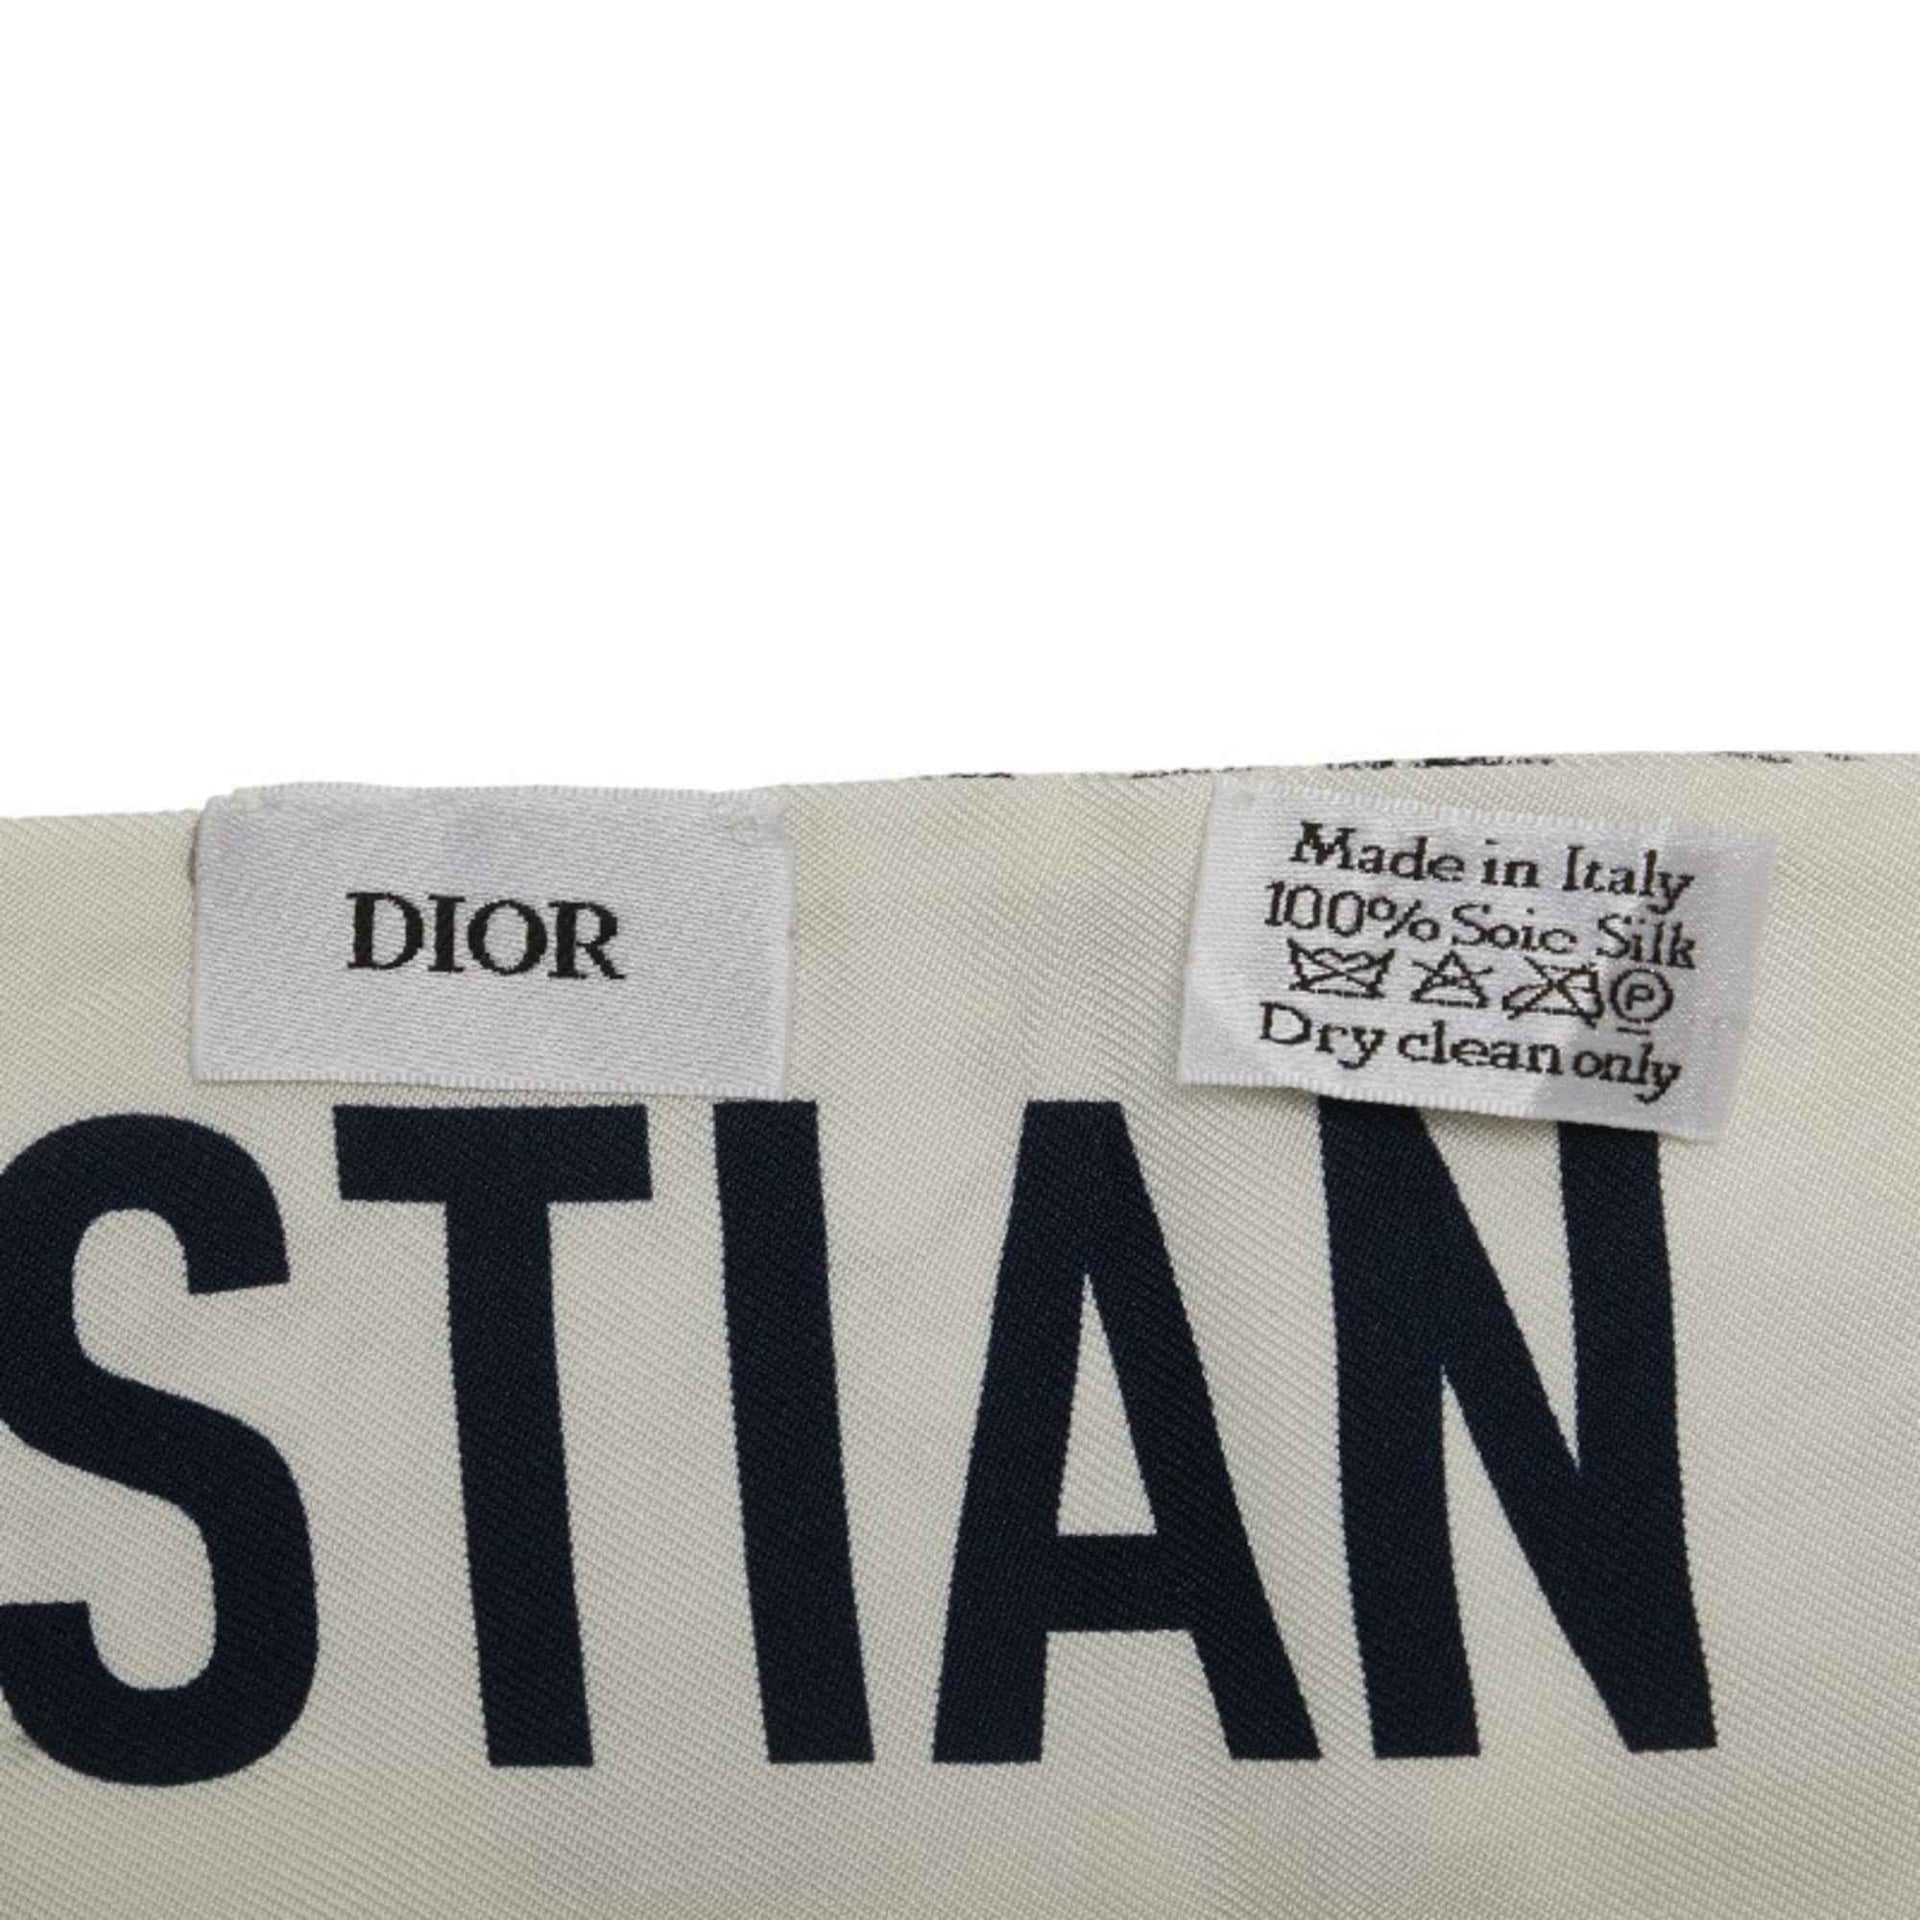 DIOR
Made in Italy
100% Soie Silk
P
Dry clean only
STIAN